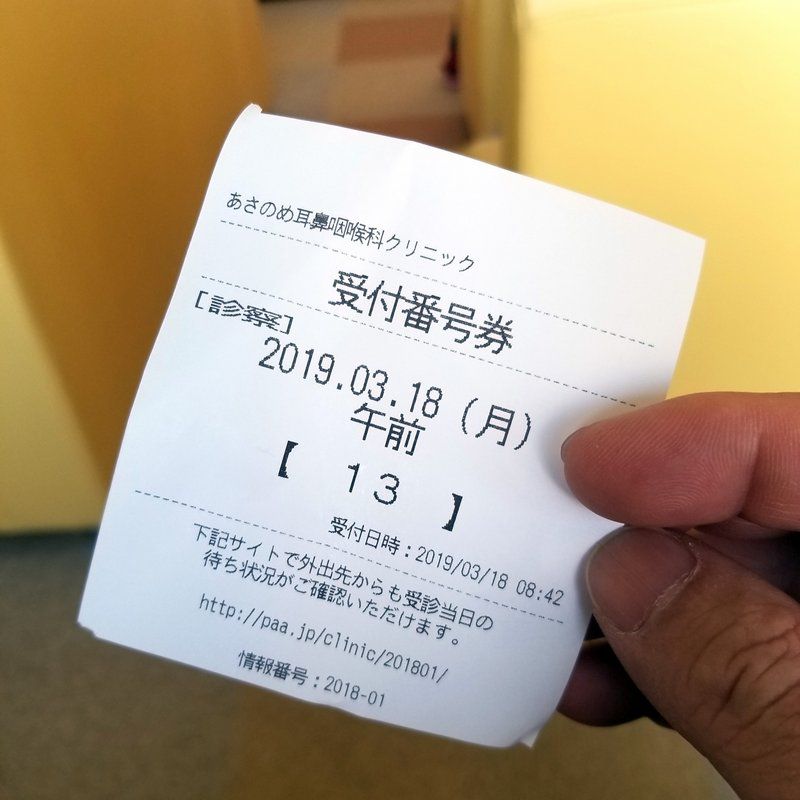 あさのめ耳鼻咽喉科クリニック
受付番号券
[診察]
2019.03.18（月）
午前
【 13 】
受付日時：2019/03/18 08:42
下記サイトで外出先からも受診当日の
待ち状況がご確認いただけます。
http://paa.jp/clinic/201801/
情報番号：2018-01